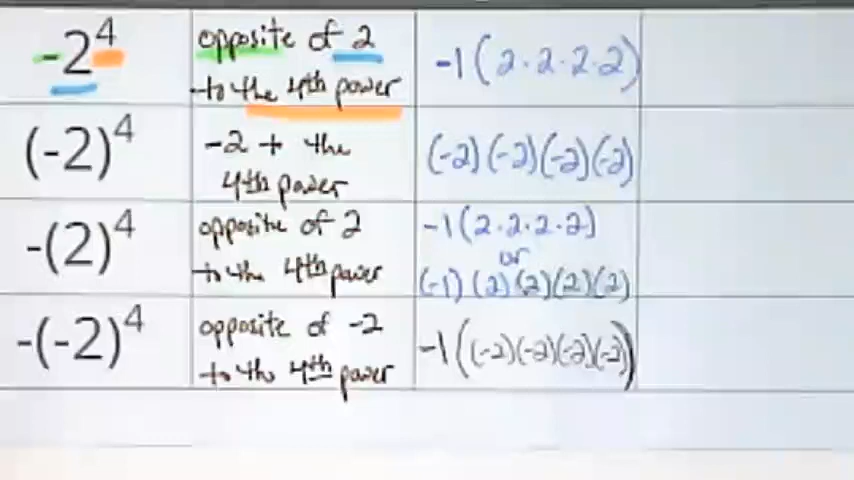 -2⁴
opposite of 2
to the 4th power
-1(2·2·2·2)
(-2)⁴
-2 to the
4th power
(-2)(-2)(-2)(-2)
-(2)⁴
opposite of 2
to the 4th power
-1(2·2·2·2)
or
(-1)(2)(2)(2)(2)
-(-2)⁴
opposite of -2
to the 4th power
-1((-2)(-2)(-2)(-2))